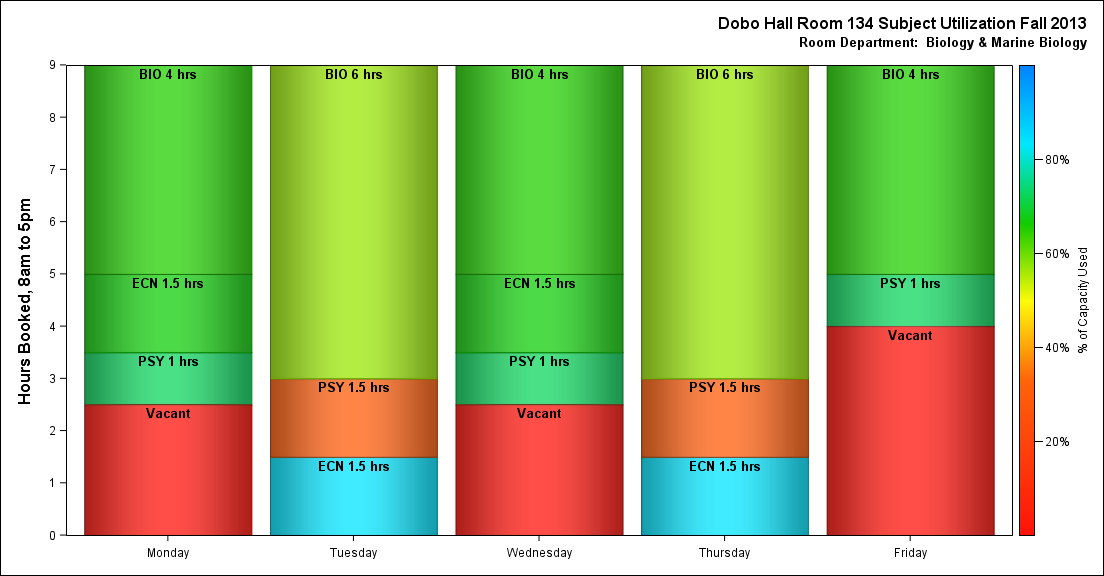 Dobo Hall Room 134 Subject Utilization Fall 2013
Room Department: Biology & Marine Biology
Hours Booked, 8am to 5pm
9
8
7
6
5
4
3
2
1
0
BIO 4 hrs
ECN 1.5 hrs
PSY 1 hrs
Vacant
Monday
BIO 6 hrs
PSY 1.5 hrs
ECN 1.5 hrs
Tuesday
BIO 4 hrs
ECN 1.5 hrs
PSY 1 hrs
Vacant
Wednesday
BIO 6 hrs
PSY 1.5 hrs
ECN 1.5 hrs
Thursday
BIO 4 hrs
PSY 1 hrs
Vacant
Friday
80%
60%
40%
20%
% of Capacity Used